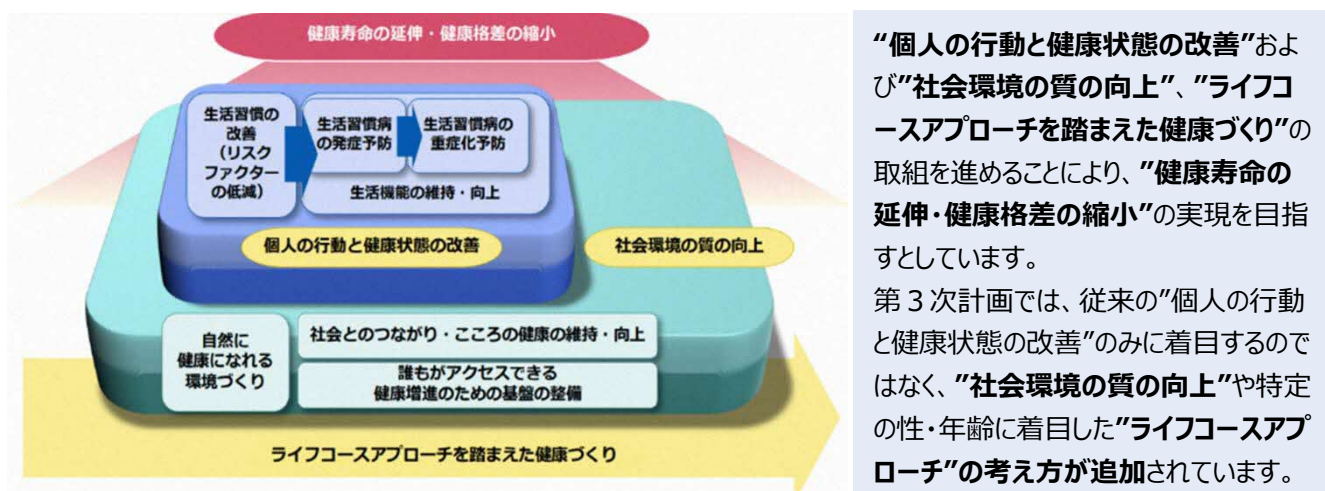 健康寿命の延伸・健康格差の縮小
生活習慣の
改善
（リスク
ファクター
の低減）
生活習慣病
の発症予防
生活習慣病の
重症化予防
生活機能の維持・向上
個人の行動と健康状態の改善
社会環境の質の向上
自然に
健康になれる
環境づくり
社会とのつながり・こころの健康の維持・向上
誰もがアクセスできる
健康増進のための基盤の整備
ライフコースアプローチを踏まえた健康づくり
“個人の行動と健康状態の改善”およ
び”社会環境の質の向上”、”ライフコ
ースアプローチを踏まえた健康づくり”の
取組を進めることにより、”健康寿命の
延伸・健康格差の縮小”の実現を目指
すとしています。
第３次計画では、従来の”個人の行動
と健康状態の改善”のみに着目するので
はなく、”社会環境の質の向上”や特定
の性・年齢に着目した”ライフコースアプ
ローチ”の考え方が追加されています。